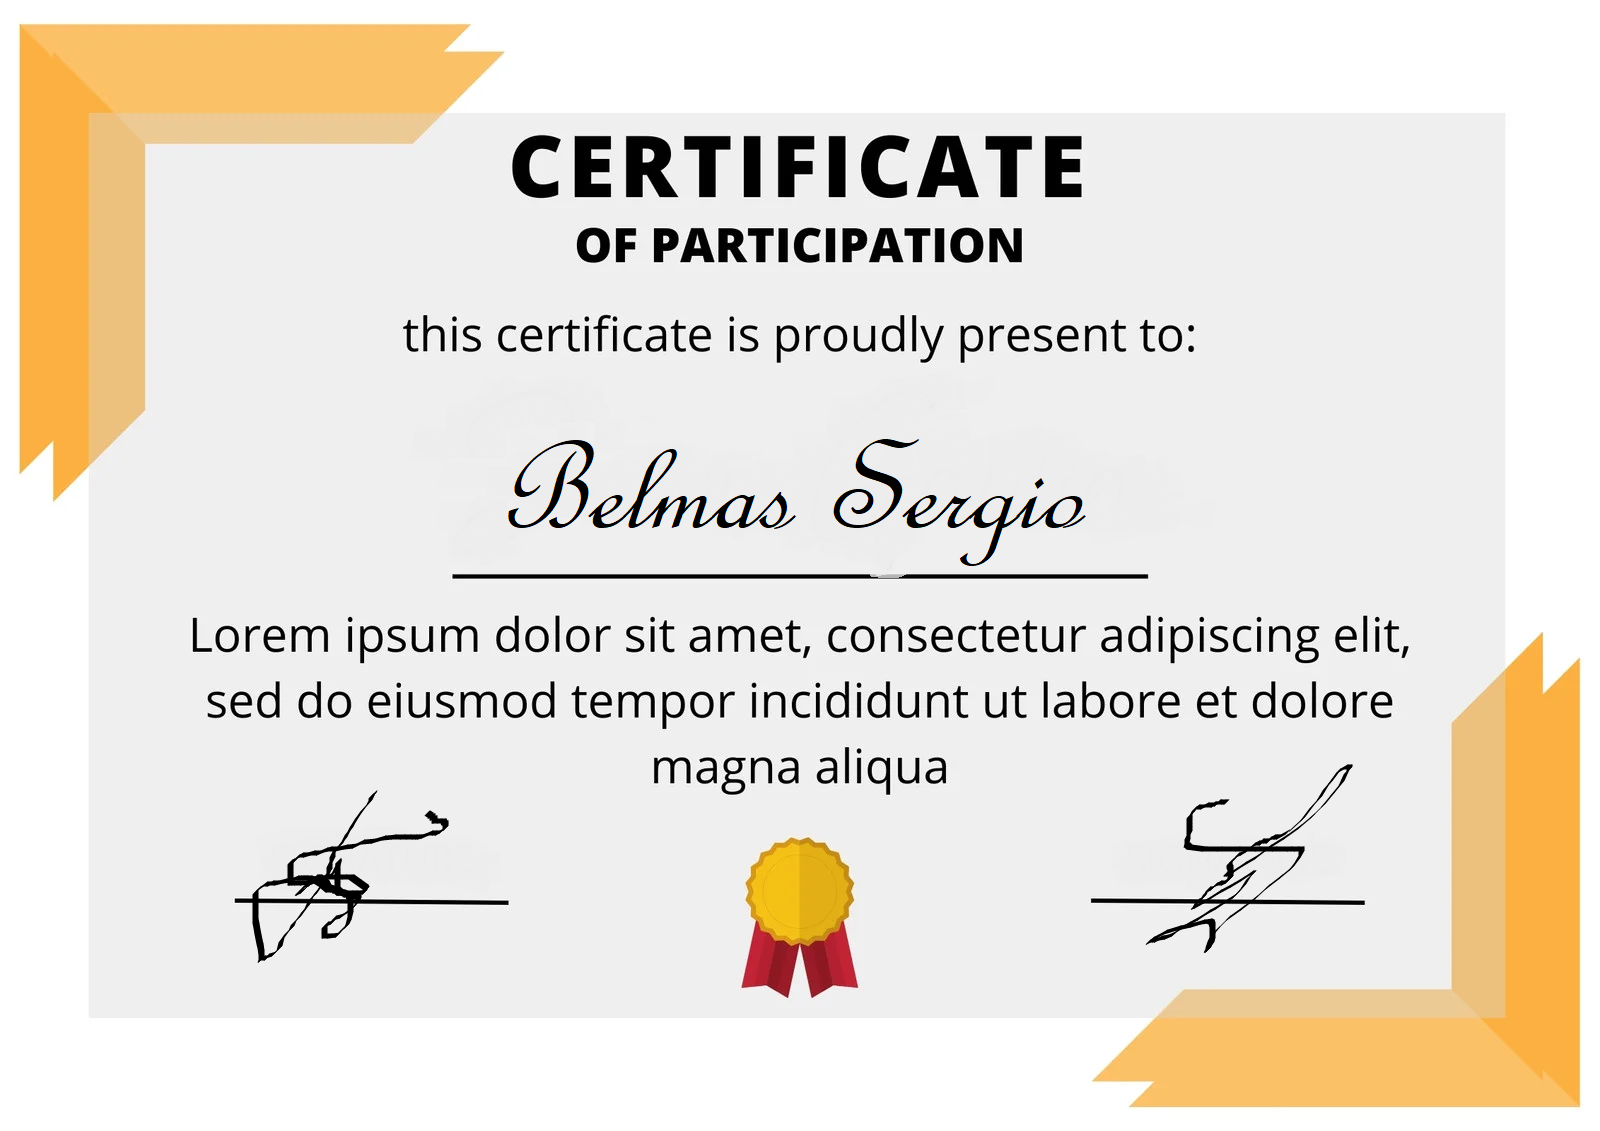 CERTIFICATE
OF PARTICIPATION
this certificate is proudly present to:
Belmas Sergio
Lorem ipsum dolor sit amet, consectetur adipiscing elit,
sed do eiusmod tempor incididunt ut labore et dolore
magna aliqua